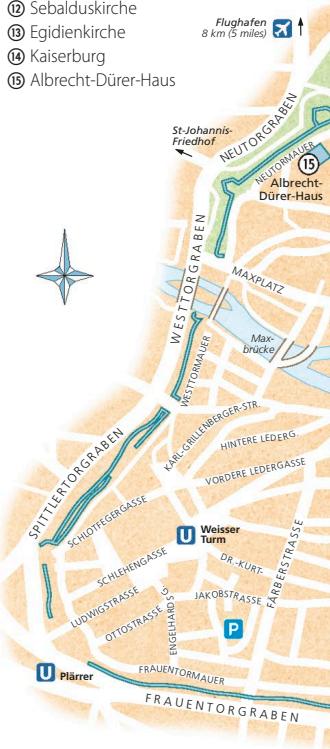 ⑫ Sebalduskirche
⑬ Egidienkirche
⑭ Kaiserburg
⑮ Albrecht-Dürer-Haus
Flughafen
8 km (5 miles)
St-Johannis-
Friedhof
NEUTORGRABEN
NEUTORMAUER
⑮
Albrecht-
Dürer-Haus
WESTTORGRABEN
MAXPLATZ
Max-
brücke
WESTTORMAUER
KARL-GRILLENBERGER-STR.
HINTERE LEDERG.
VORDERE LEDERGASSE
SPITTLERTORGRABEN
SCHLOTFEGERGASSE
U Weisser
Turm
DR.-KURT-
FÄRBERSTRASSE
SCHLEHENGASSE
LUDWIGSTRASSE
OTTOSTRASSE
ENGELHARDSG.
JAKOBSTRASSE
P
U Plärrer
FRAUENTORMAUER
FRAUENTORGRABEN